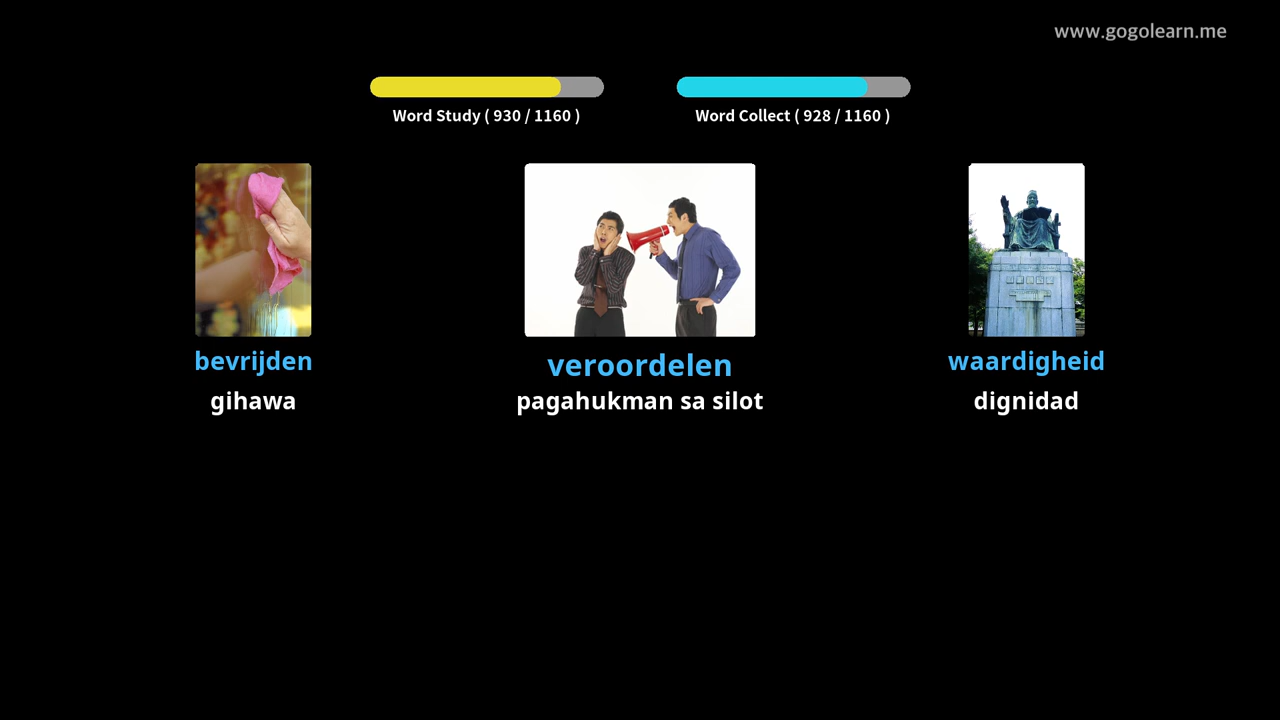 www.gogolearn.me
Word Study ( 930 / 1160 )
Word Collect ( 928 / 1160 )
bevrijden
veroordelen
waardigheid
gihawa
pagahukman sa silot
dignidad